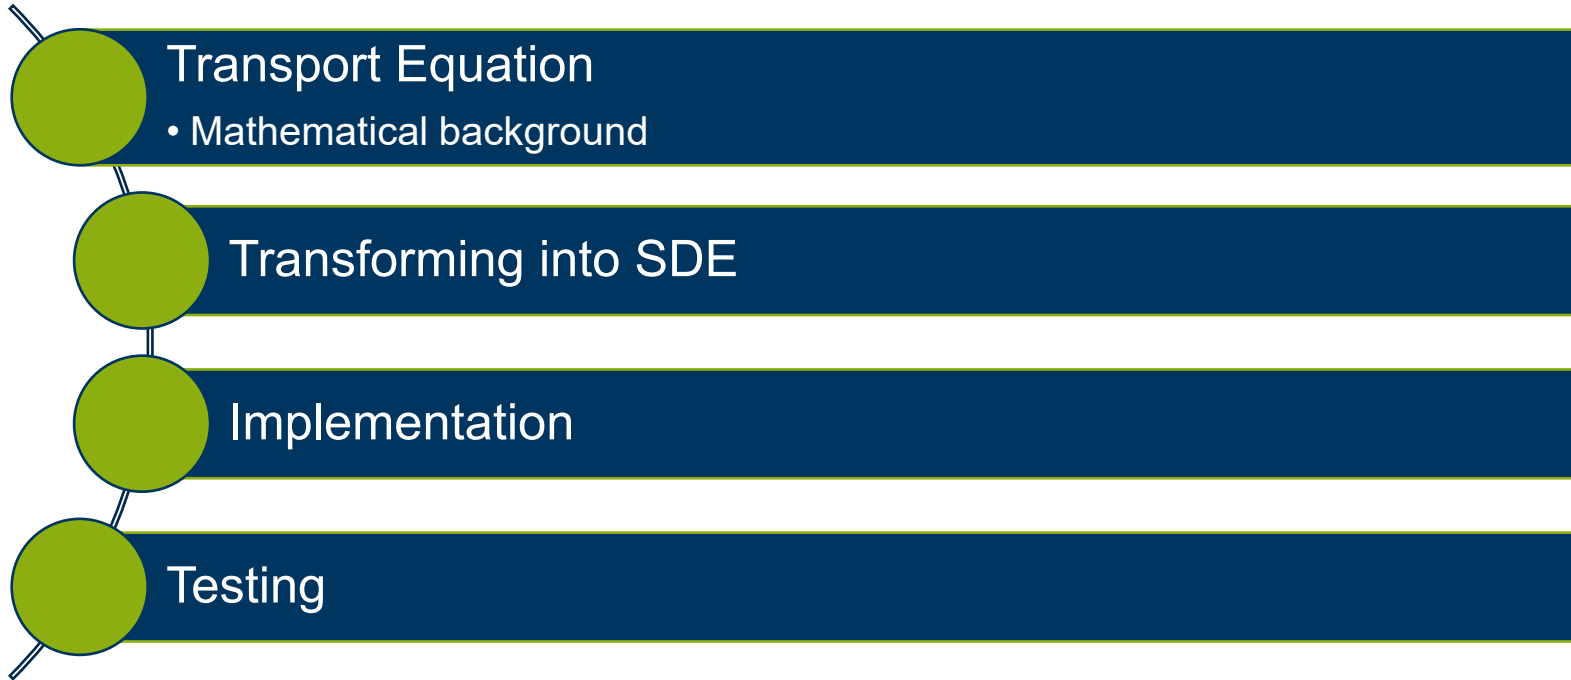 Transport Equation
• Mathematical background
Transforming into SDE
Implementation
Testing